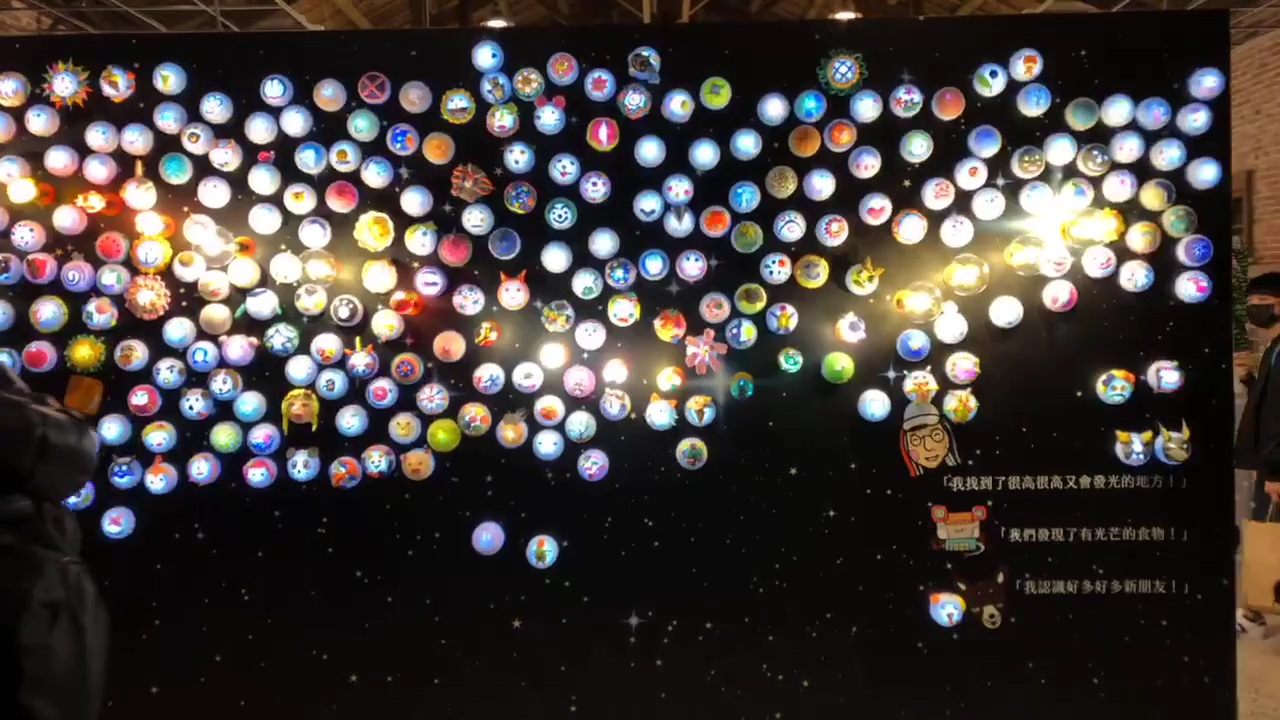 「我找到了很高很高又會發光的地方！」
「我們發現了有光芒的食物！」
「我認識好多好多新朋友！」